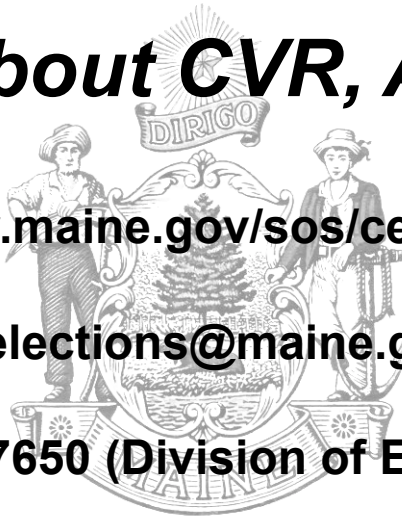 bout CVR, A
DIRIGO
.maine.gov/sos/ce
elections@maine.g
7650 (Division of E
MAINE